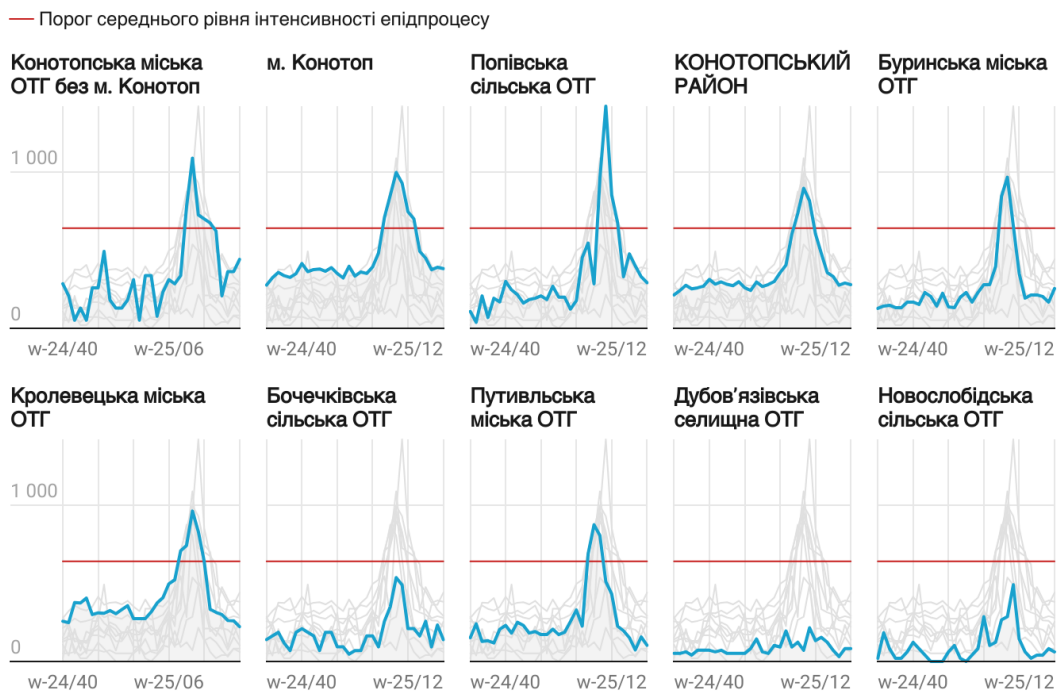 Порог середнього рівня інтенсивності епідпроцесу
Конотопська міська
ОТГ без м. Конотоп
м. Конотоп
Попівська
сільська ОТГ
КОНОТОПСЬКИЙ
РАЙОН
Буринська міська
ОТГ
1 000
0
w-24/40
w-25/06
w-24/40
w-25/12
w-24/40
w-25/12
w-24/40
w-25/12
w-24/40
w-25/12
Кролевецька міська
ОТГ
Бочечківська
сільська ОТГ
Путивльська
міська ОТГ
Дубов’язівська
селищна ОТГ
Новослобідська
сільська ОТГ
1 000
0
w-24/40
w-25/06
w-24/40
w-25/12
w-24/40
w-25/12
w-24/40
w-25/12
w-24/40
w-25/12